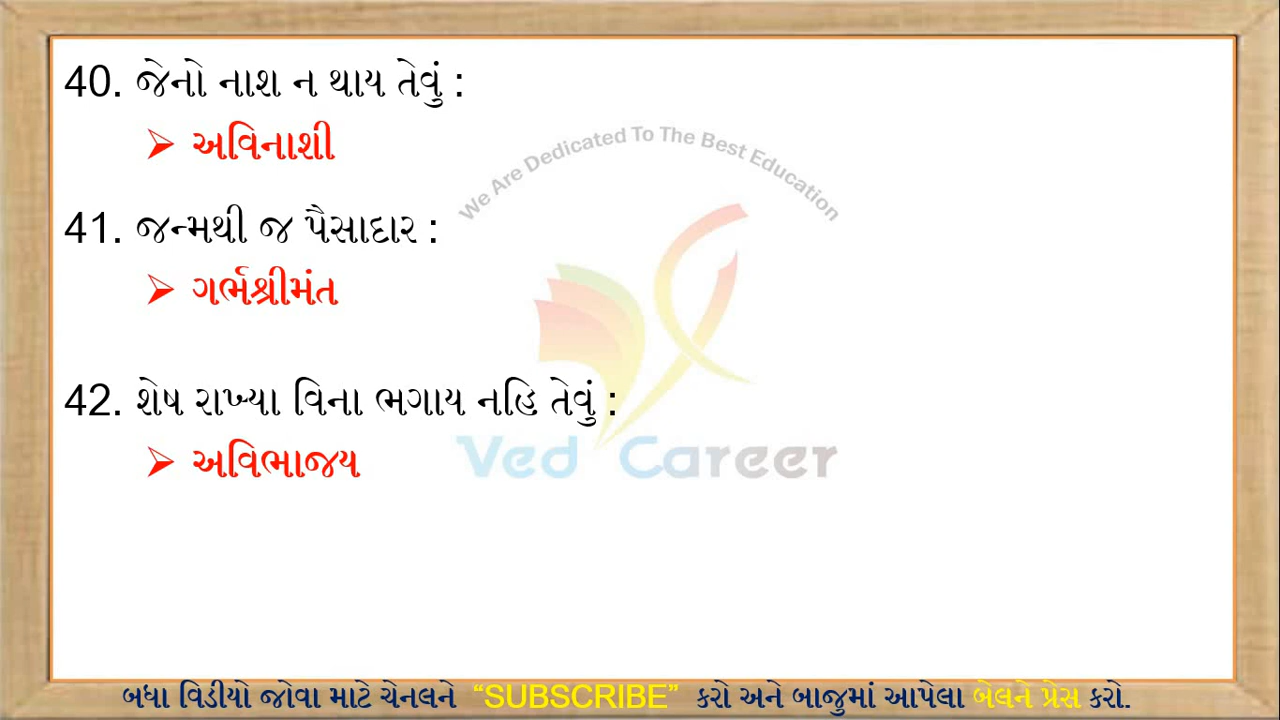 40. જેનો નાશ ન થાય તેવું :
➢ અવિનાશી
We Are Dedicated To The Best Education
41. જન્મથી જ પૈસાદાર :
➢ ગર્ભશ્રીમંત
42. શેષ રાખ્યા વિના ભગાય નહિ તેવું :
➢ અવિભાજય
Ved Career
બધા વિડીયો જોવા માટે ચેનલને “SUBSCRIBE” કરો અને બાજુમાં આપેલા બેલને પ્રેસ કરો.